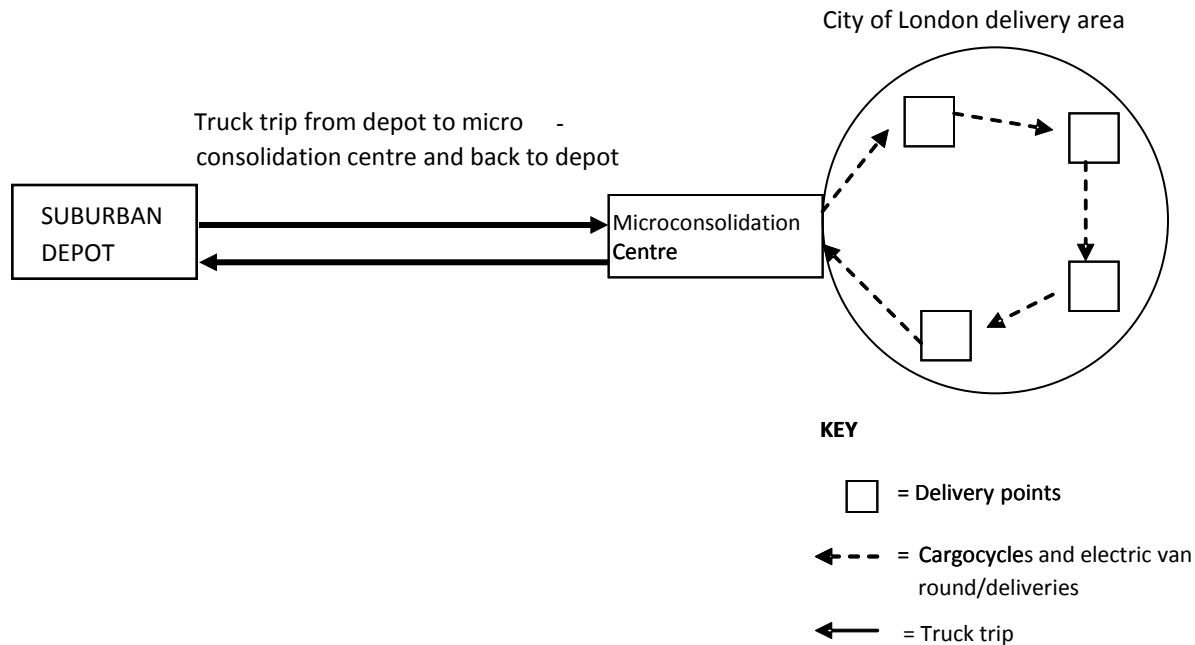 City of London delivery area
Truck trip from depot to micro -
consolidation centre and back to depot
SUBURBAN
DEPOT
Microconsolidation
Centre
KEY
= Delivery points
= Cargocycles and electric van
round/deliveries
= Truck trip